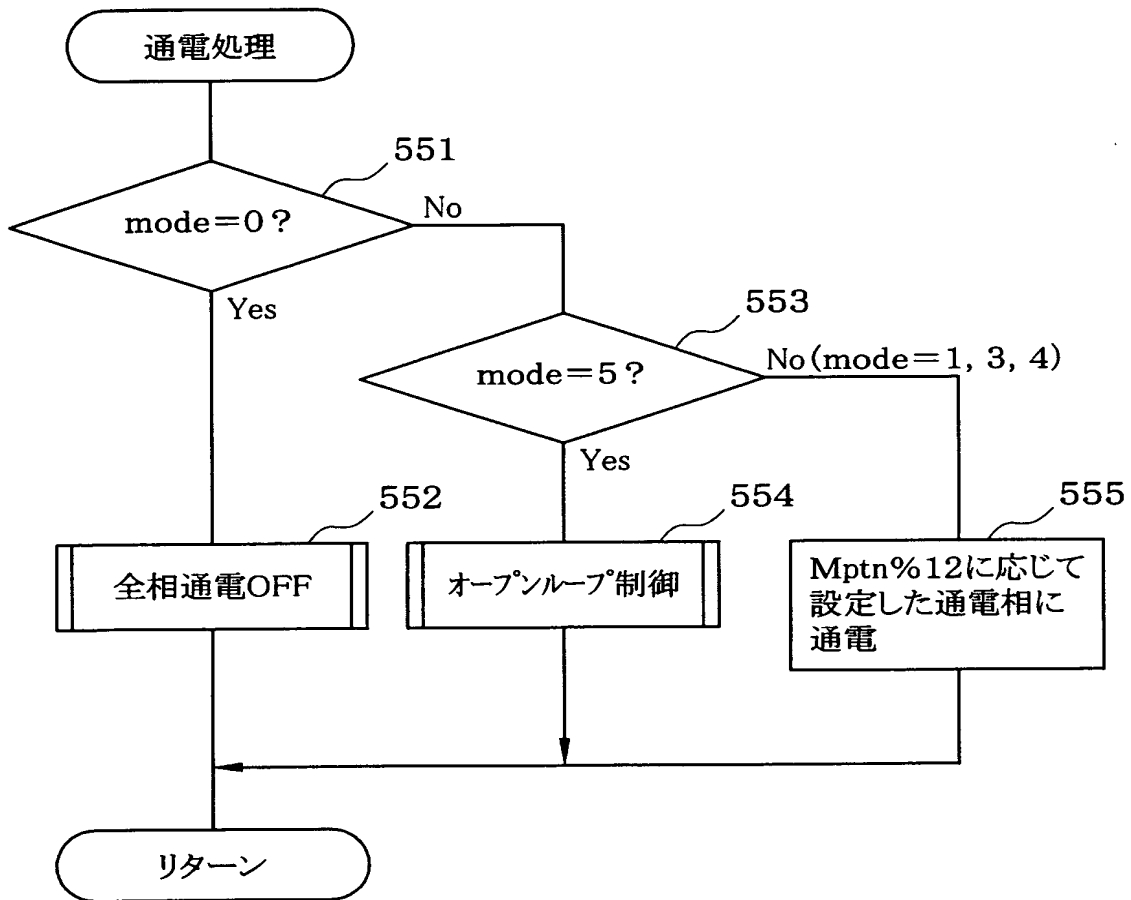 通電処理
551
mode=0?
No
Yes
553
mode=5?
No(mode=1, 3, 4)
Yes
552
全相通電OFF
554
オープンループ制御
555
Mptn%12に応じて
設定した通電相に
通電
リターン